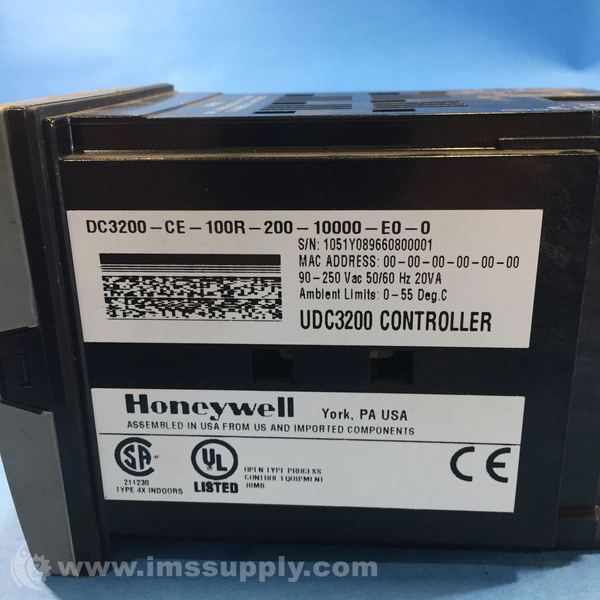 DC3200-CE-100R-200-10000-E0-0
S/N: 1051Y089660800001
MAC ADDRESS: 00-00-00-00-00-00
90-250 Vac 50/60 Hz 20VA
Ambient Limits: 0-55 Deg.C
UDC3200 CONTROLLER
Honeywell York, PA USA
ASSEMBLED IN USA FROM US AND IMPORTED COMPONENTS
SA
211230
TYPE 4X INDOORS
UL
LISTED
OPEN TYPE PROCESS
CONTROL EQUIPMENT
10MD
CE
www.imssupply.com